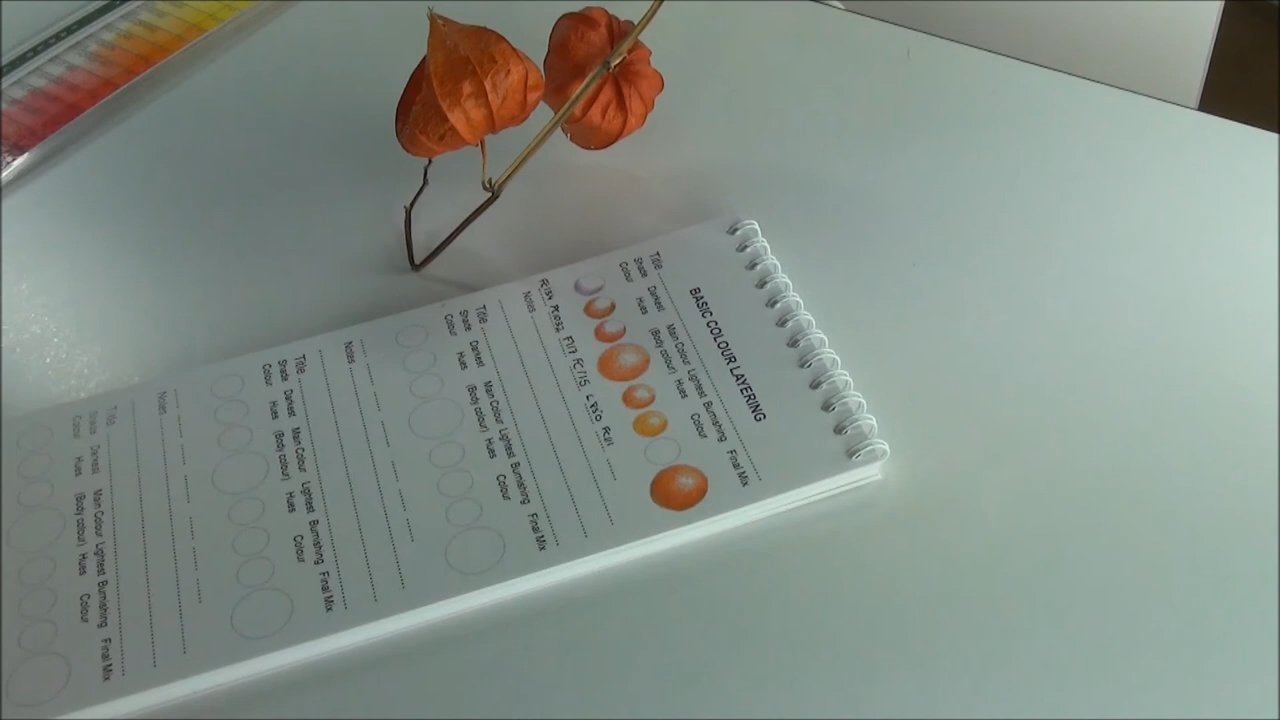 BASIC COLOUR LAYERING
Title
Shade Darkest Main Colour Lightest Burnishing Final Mix
Colour Hues (Body colour) Hues Colour
Notes
Title
Shade Darkest Main Colour Lightest Burnishing Final Mix
Colour Hues (Body colour) Hues Colour
Notes
Title
Shade Darkest Main Colour Lightest Burnishing Final Mix
Colour Hues (Body colour) Hues Colour
Notes
Title
Shade Darkest Main Colour Lightest Burnishing Final Mix
Colour Hues (Body colour) Hues Colour